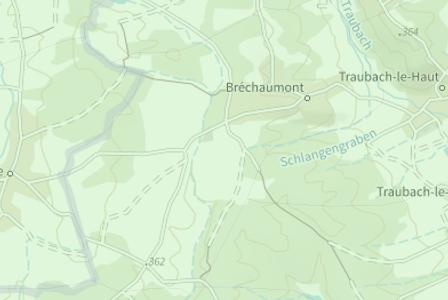 Traubach
.364
Traubach-le-Haut
Bréchaumont
Schlangengraben
e
Traubach-le-
.362